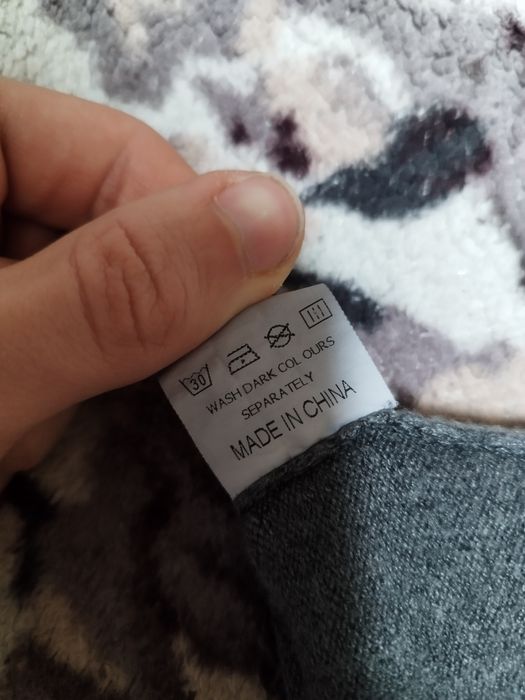 30
WASH DARK COLOURS
SEPARATELY
MADE IN CHINA